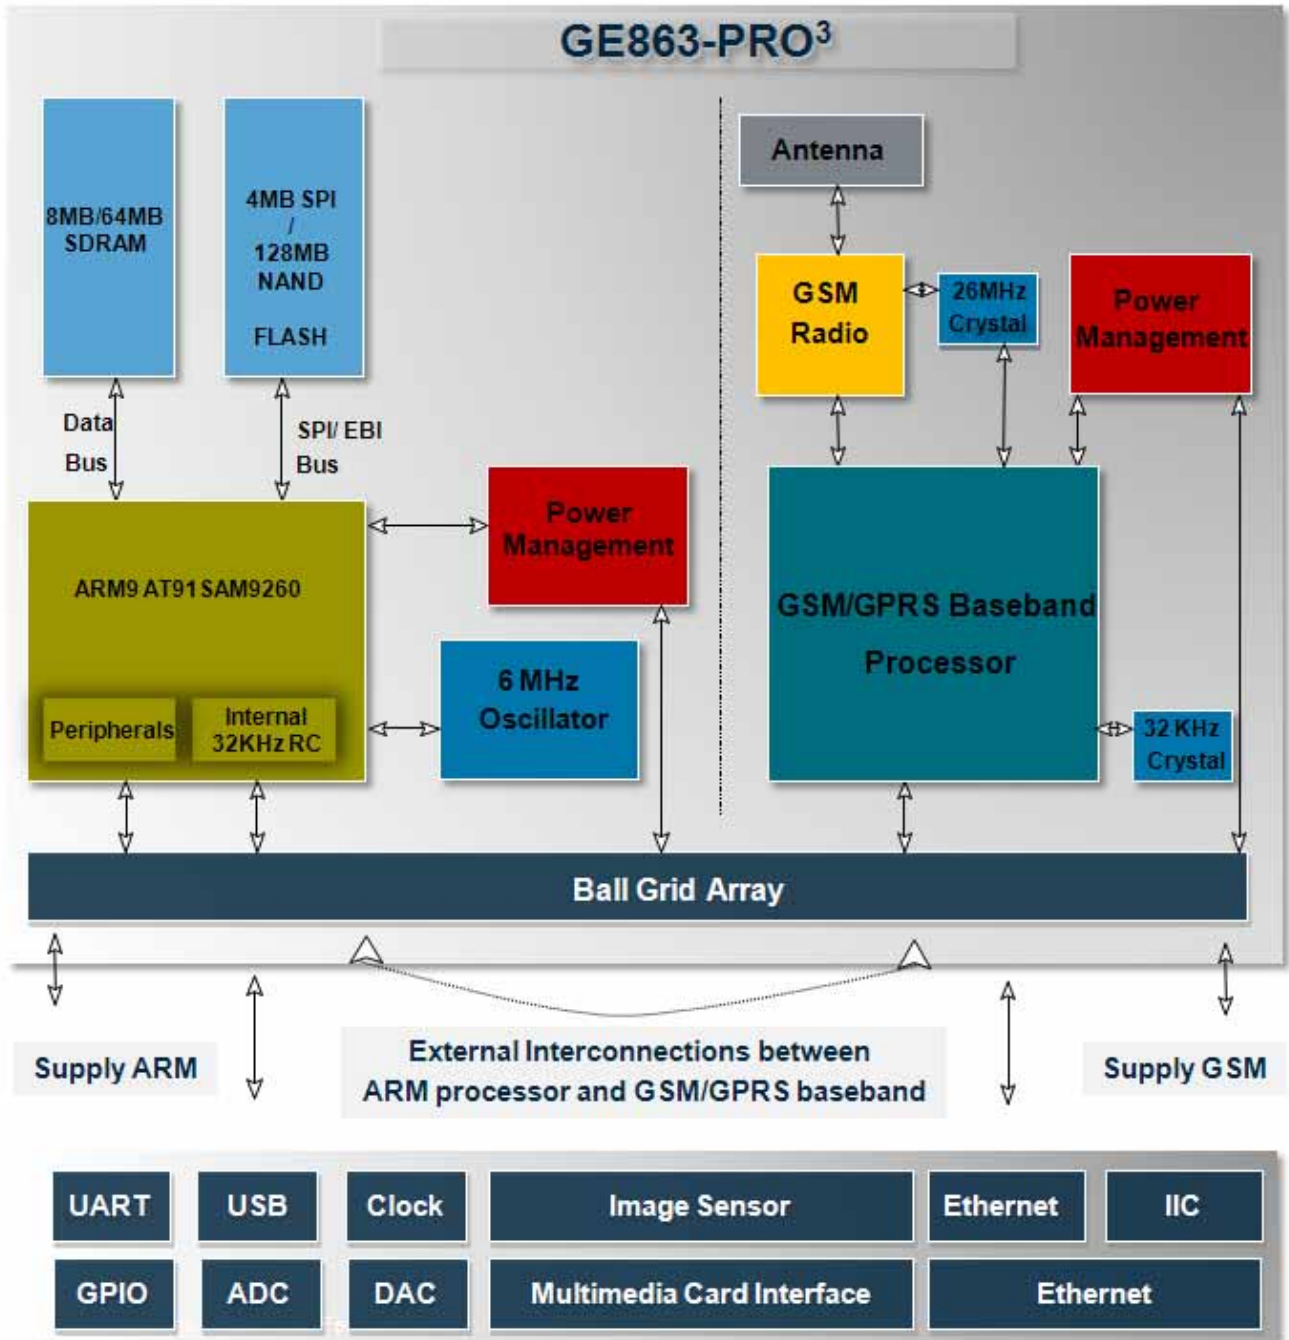 GE863-PRO³
8MB/64MB
SDRAM
4MB SPI
/
128MB
NAND
FLASH
Antenna
GSM
Radio
26MHz
Crystal
Power
Management
Data
Bus
SPI/ EBI
Bus
Power
Management
ARM9 AT91SAM9260
Peripherals
Internal
32KHz RC
6 MHz
Oscillator
GSM/GPRS Baseband
Processor
32 KHz
Crystal
Ball Grid Array
Supply ARM
External Interconnections between
ARM processor and GSM/GPRS baseband
Supply GSM
UART
USB
Clock
Image Sensor
Ethernet
IIC
GPIO
ADC
DAC
Multimedia Card Interface
Ethernet